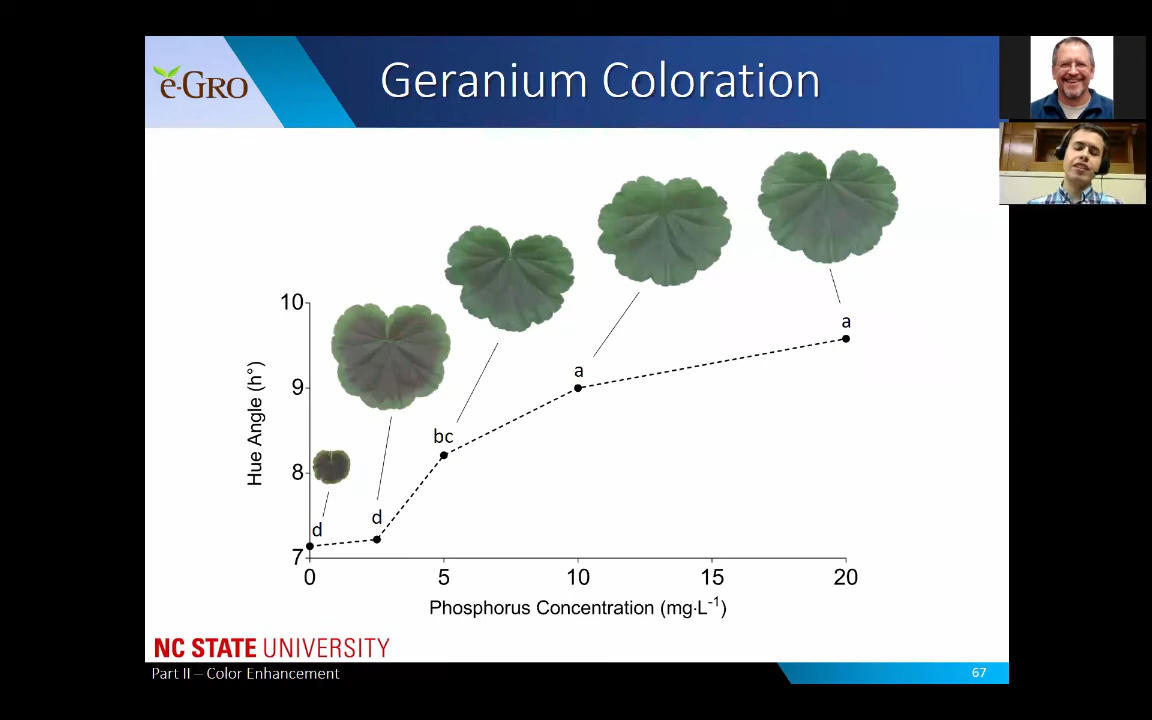 e-GRO
Geranium Coloration
10
9
8
7
Hue Angle (h°)
d
d
bc
a
a
0
5
10
15
20
Phosphorus Concentration (mg·L⁻¹)
NC STATE UNIVERSITY
Part II – Color Enhancement
67